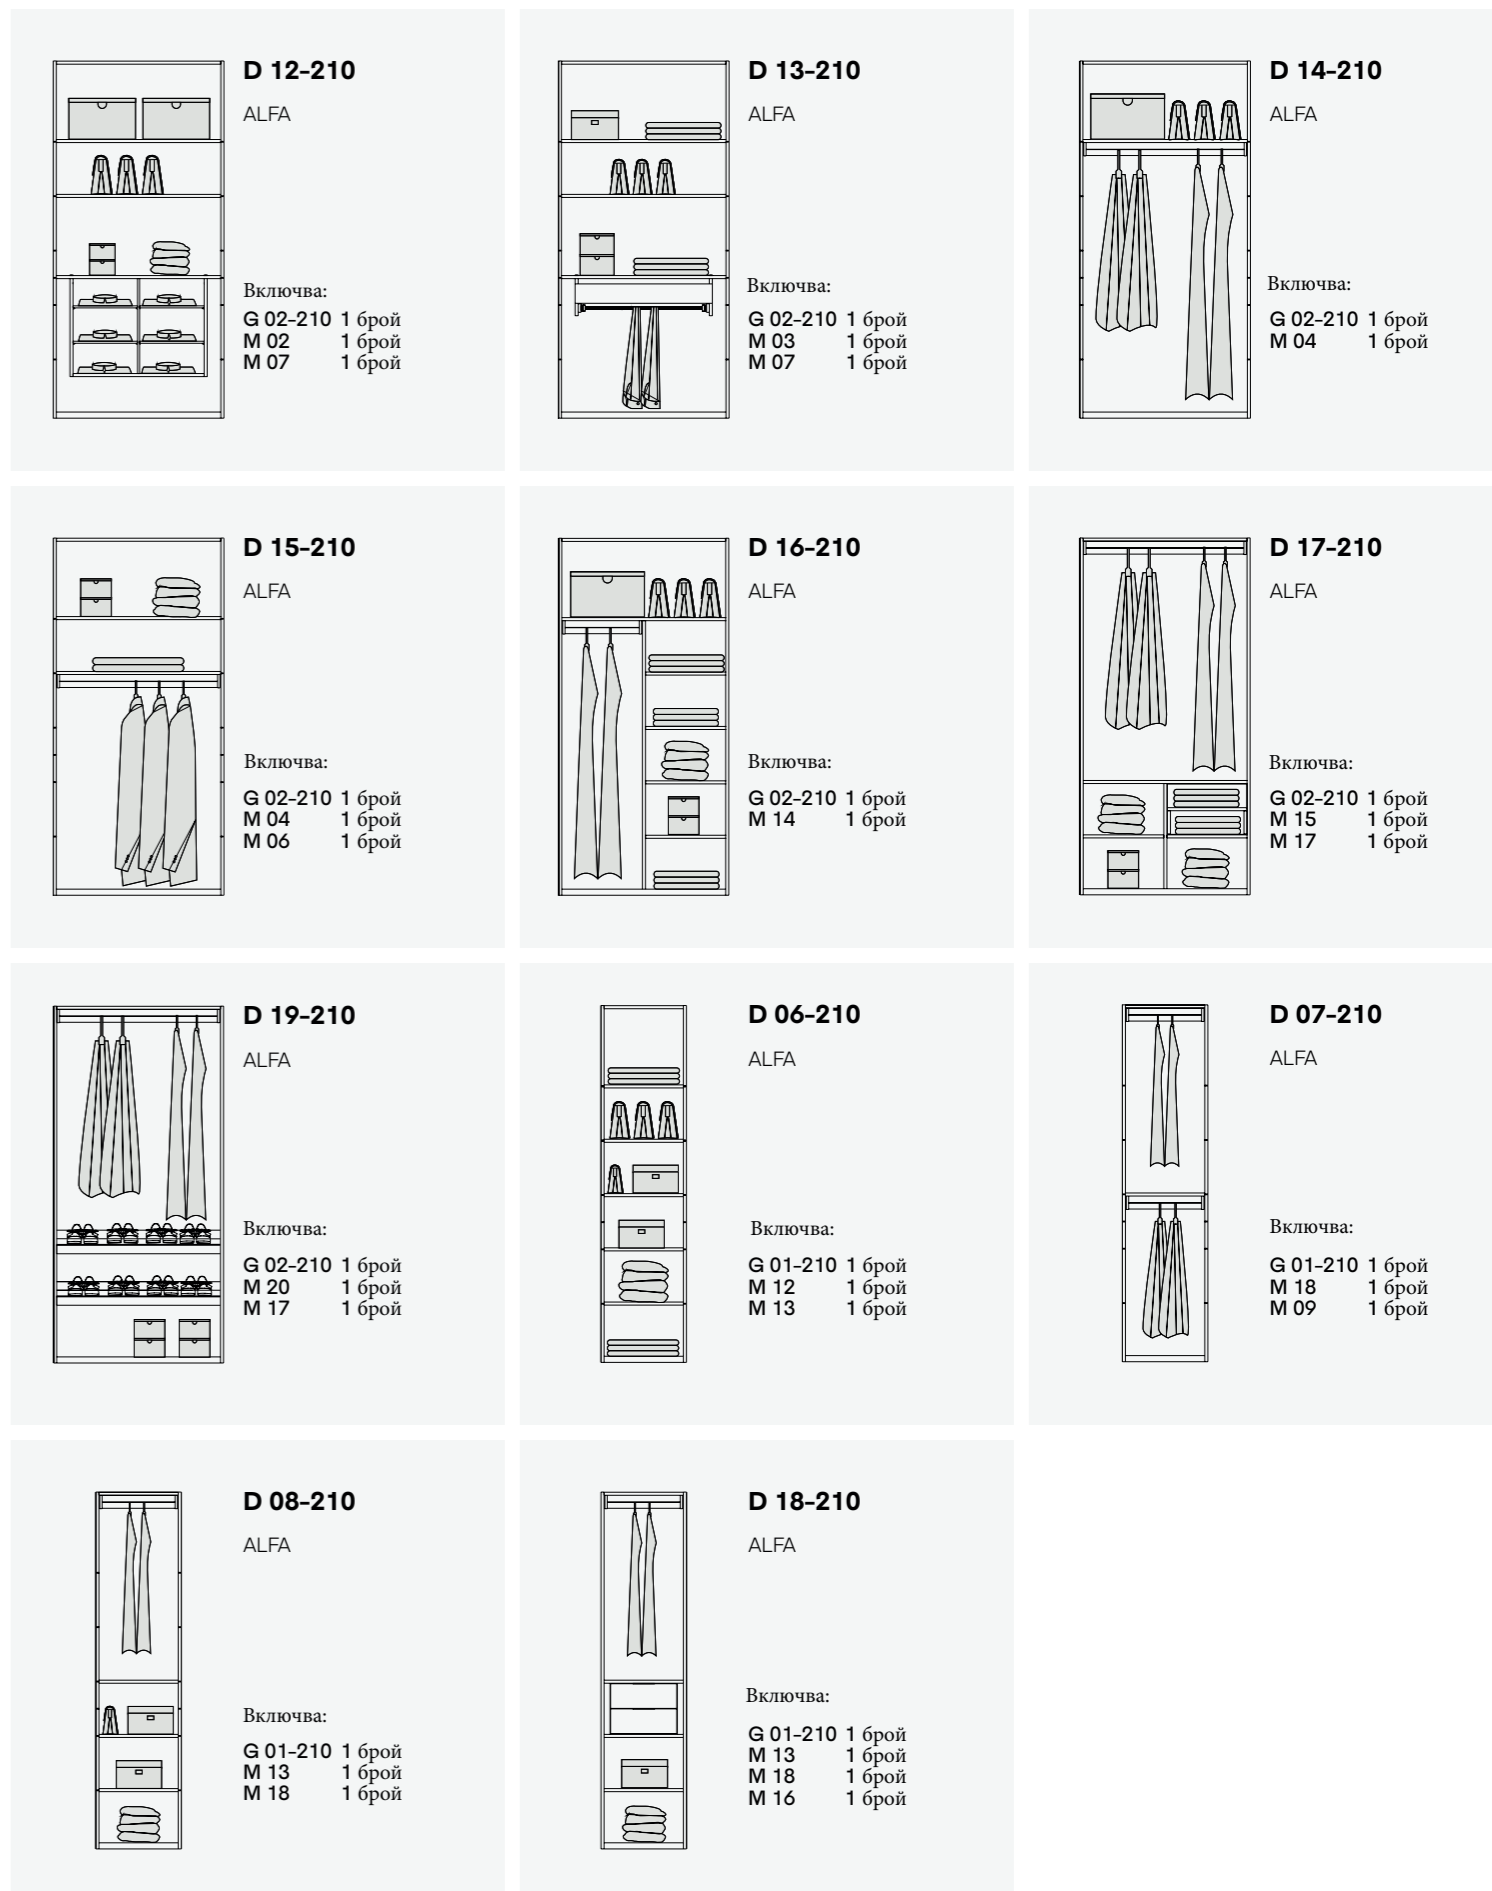 D 12-210
ALFA
Включва:
G 02-210 1 брой
M 02 1 брой
M 07 1 брой
D 13-210
ALFA
Включва:
G 02-210 1 брой
M 03 1 брой
M 07 1 брой
D 14-210
ALFA
Включва:
G 02-210 1 брой
M 04 1 брой
D 15-210
ALFA
Включва:
G 02-210 1 брой
M 04 1 брой
M 06 1 брой
D 16-210
ALFA
Включва:
G 02-210 1 брой
M 14 1 брой
D 17-210
ALFA
Включва:
G 02-210 1 брой
M 15 1 брой
M 17 1 брой
D 19-210
ALFA
Включва:
G 02-210 1 брой
M 20 1 брой
M 17 1 брой
D 06-210
ALFA
Включва:
G 01-210 1 брой
M 12 1 брой
M 13 1 брой
D 07-210
ALFA
Включва:
G 01-210 1 брой
M 18 1 брой
M 09 1 брой
D 08-210
ALFA
Включва:
G 01-210 1 брой
M 13 1 брой
M 18 1 брой
D 18-210
ALFA
Включва:
G 01-210 1 брой
M 13 1 брой
M 18 1 брой
M 16 1 брой